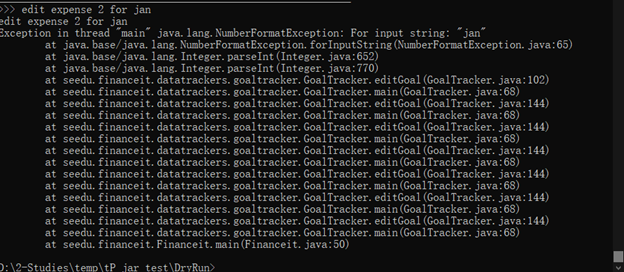 >>> edit expense 2 for jan
edit expense 2 for jan
Exception in thread "main" java.lang.NumberFormatException: For input string: "jan"
at java.base/java.lang.NumberFormatException.forInputString(NumberFormatException.java:65)
at java.base/java.lang.Integer.parseInt(Integer.java:652)
at java.base/java.lang.Integer.parseInt(Integer.java:770)
at seedu.financeit.datatrackers.goaltracker.GoalTracker.editGoal(GoalTracker.java:102)
at seedu.financeit.datatrackers.goaltracker.GoalTracker.main(GoalTracker.java:68)
at seedu.financeit.datatrackers.goaltracker.GoalTracker.editGoal(GoalTracker.java:144)
at seedu.financeit.datatrackers.goaltracker.GoalTracker.main(GoalTracker.java:68)
at seedu.financeit.datatrackers.goaltracker.GoalTracker.editGoal(GoalTracker.java:144)
at seedu.financeit.datatrackers.goaltracker.GoalTracker.main(GoalTracker.java:68)
at seedu.financeit.datatrackers.goaltracker.GoalTracker.editGoal(GoalTracker.java:144)
at seedu.financeit.datatrackers.goaltracker.GoalTracker.main(GoalTracker.java:68)
at seedu.financeit.datatrackers.goaltracker.GoalTracker.editGoal(GoalTracker.java:144)
at seedu.financeit.datatrackers.goaltracker.GoalTracker.main(GoalTracker.java:68)
at seedu.financeit.datatrackers.goaltracker.GoalTracker.editGoal(GoalTracker.java:144)
at seedu.financeit.datatrackers.goaltracker.GoalTracker.main(GoalTracker.java:68)
at seedu.financeit.datatrackers.goaltracker.GoalTracker.editGoal(GoalTracker.java:144)
at seedu.financeit.datatrackers.goaltracker.GoalTracker.main(GoalTracker.java:68)
at seedu.financeit.Financeit.main(Financeit.java:50)
D:\2-Studies\temp\tP jar test\DryRun>